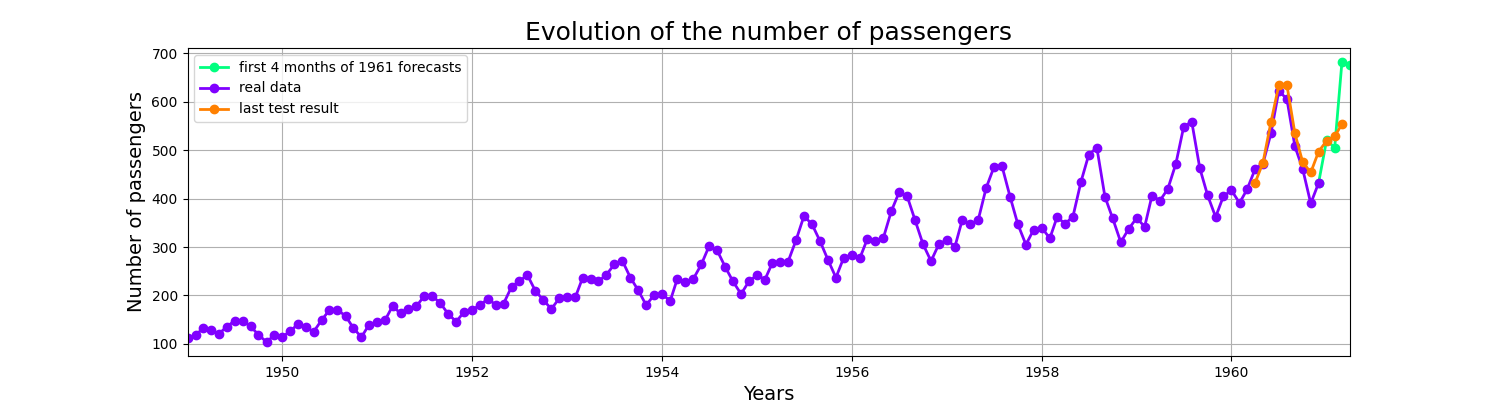 Evolution of the number of passengers
first 4 months of 1961 forecasts
real data
last test result
Number of passengers
700
600
500
400
300
200
100
1950
1952
1954
1956
1958
1960
Years